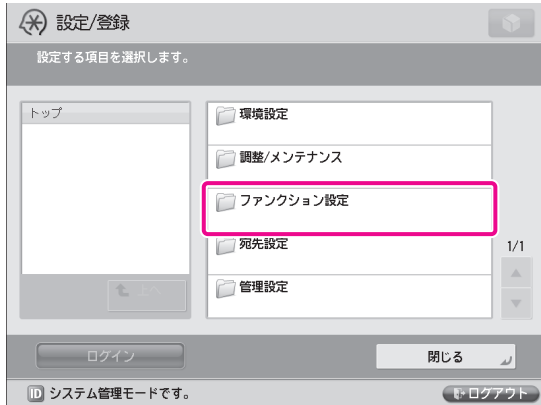 設定/登録
設定する項目を選択します。
トップ
環境設定
調整/メンテナンス
ファンクション設定
宛先設定
1/1
管理設定
上へ
ログイン
閉じる
ID システム管理モードです。
ログアウト